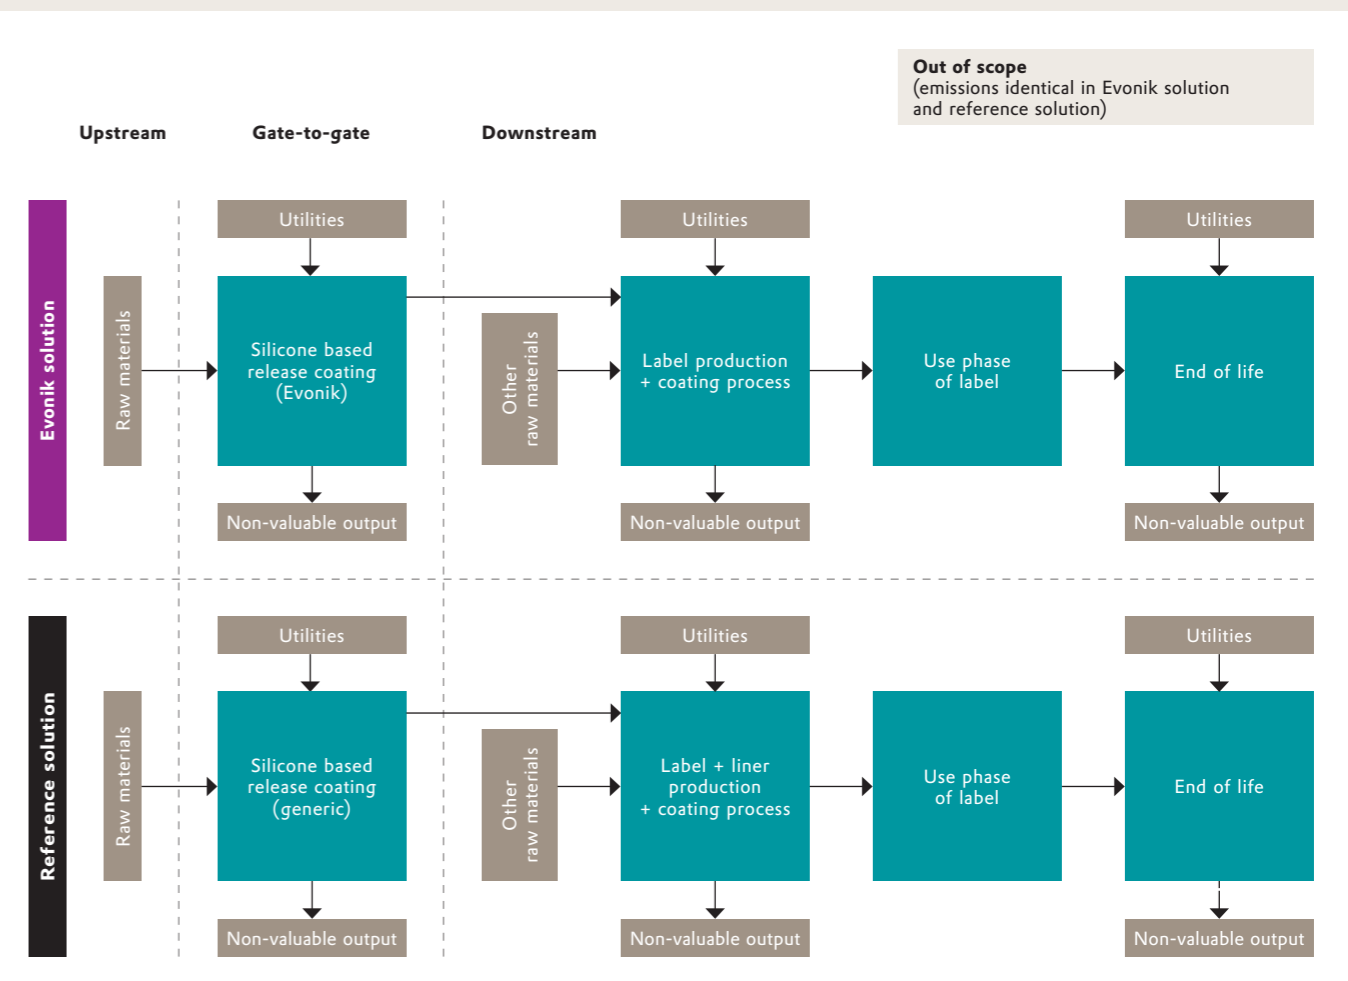 Out of scope
(emissions identical in Evonik solution
and reference solution)
Upstream
Gate-to-gate
Downstream
Evonik solution
Raw materials
Utilities
Silicone based
release coating
(Evonik)
Non-valuable output
Other
raw materials
Utilities
Label production
+ coating process
Non-valuable output
Use phase
of label
Utilities
End of life
Non-valuable output
Reference solution
Raw materials
Utilities
Silicone based
release coating
(generic)
Non-valuable output
Other
raw materials
Utilities
Label + liner
production
+ coating process
Non-valuable output
Use phase
of label
Utilities
End of life
Non-valuable output